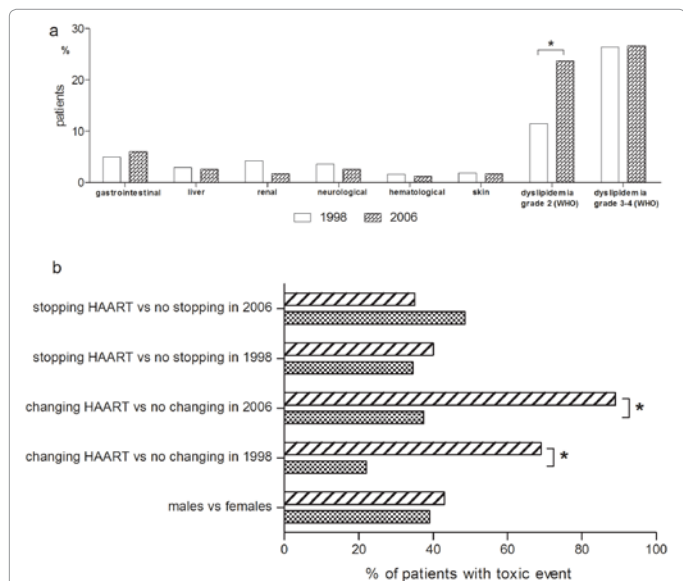 a
30
%
20
patients
10
0
*
gastrointestinal
liver
renal
neurological
hematological
skin
dyslipidemia
grade 2 (WHO)
dyslipidemia
grade 3-4 (WHO)
1998
2006
b
stopping HAART vs no stopping in 2006
stopping HAART vs no stopping in 1998
changing HAART vs no changing in 2006
*
changing HAART vs no changing in 1998
*
males vs females
0 20 40 60 80 100
% of patients with toxic event